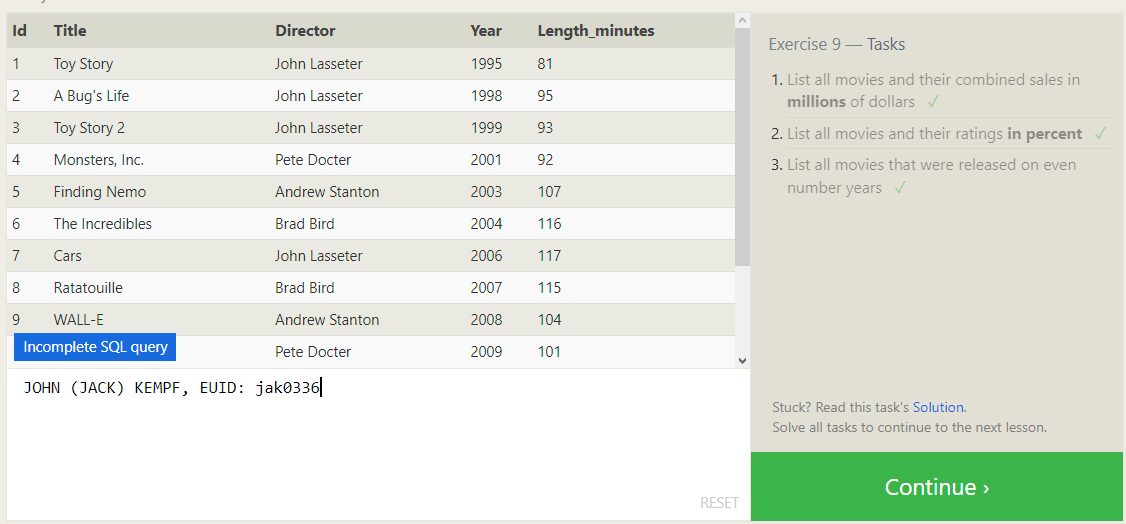 Id Title Director Year Length_minutes
1 Toy Story John Lasseter 1995 81
2 A Bug's Life John Lasseter 1998 95
3 Toy Story 2 John Lasseter 1999 93
4 Monsters, Inc. Pete Docter 2001 92
5 Finding Nemo Andrew Stanton 2003 107
6 The Incredibles Brad Bird 2004 116
7 Cars John Lasseter 2006 117
8 Ratatouille Brad Bird 2007 115
9 WALL-E Andrew Stanton 2008 104
Pete Docter 2009 101
Incomplete SQL query
JOHN (JACK) KEMPF, EUID: jak0336
RESET
Exercise 9 — Tasks
1. List all movies and their combined sales in
millions of dollars ✓
2. List all movies and their ratings in percent ✓
3. List all movies that were released on even
number years ✓
Stuck? Read this task's Solution.
Solve all tasks to continue to the next lesson.
Continue ›